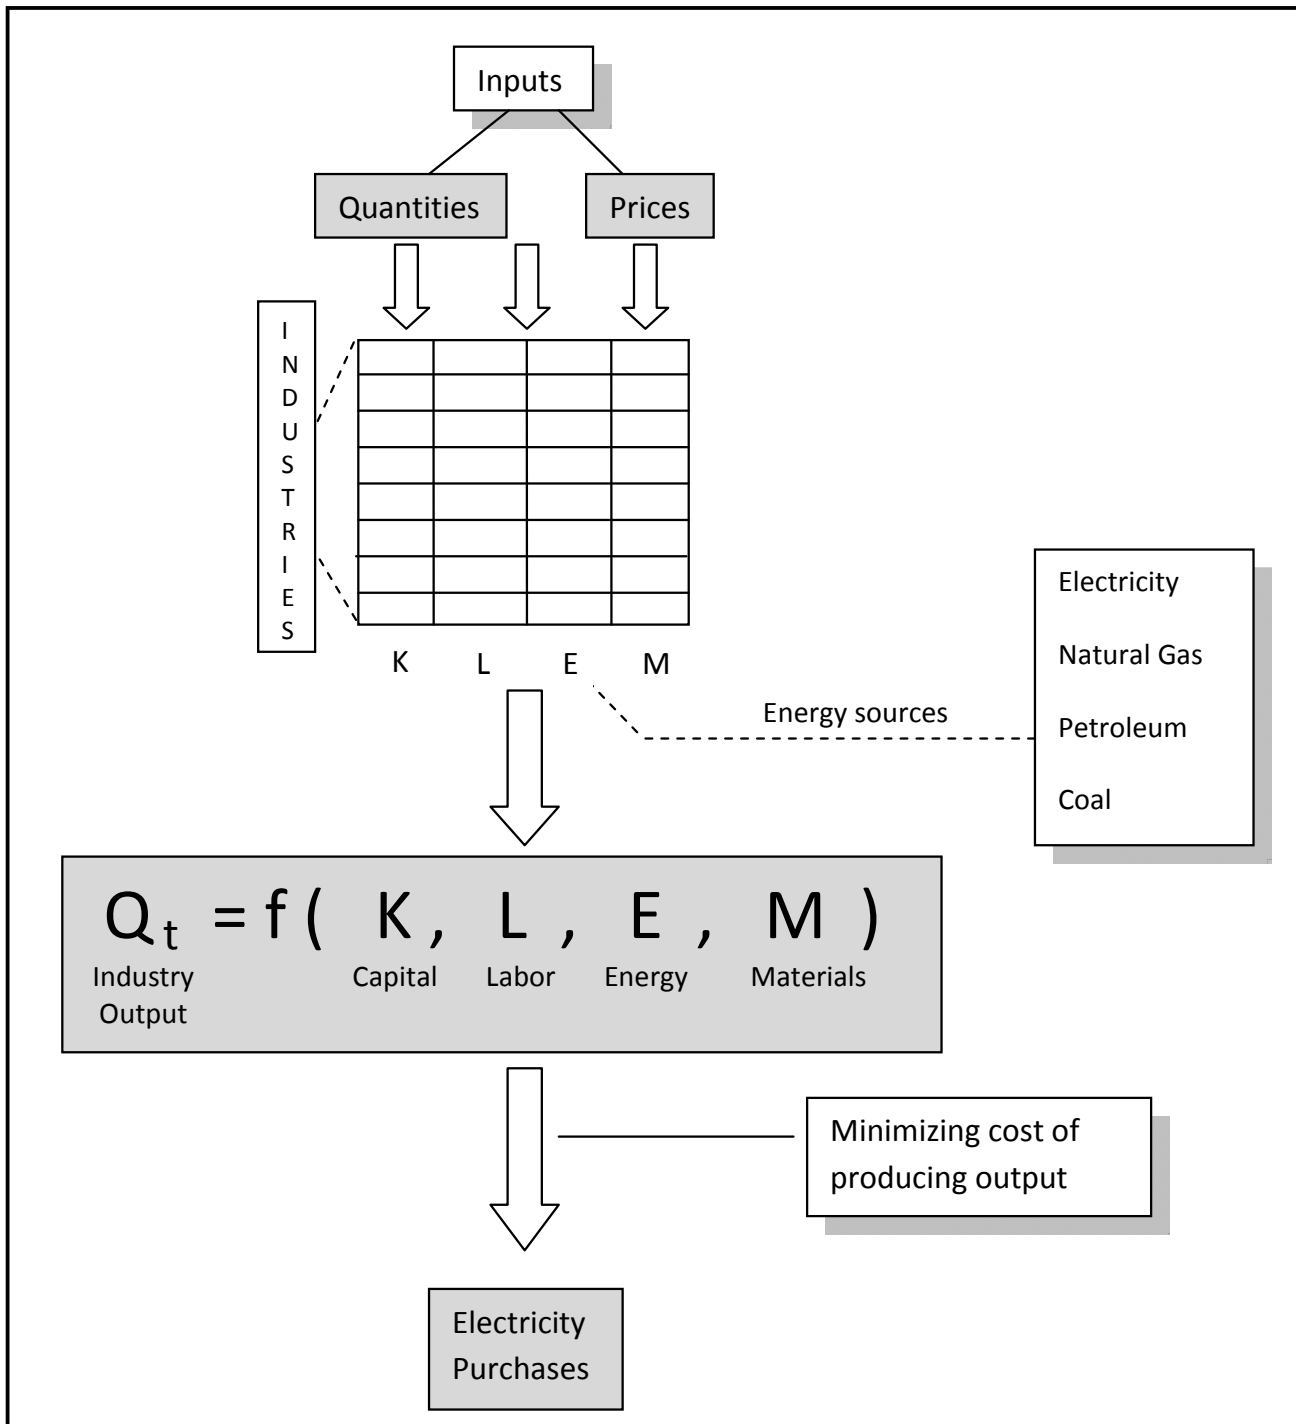 Inputs
Quantities
Prices
INDUSTRIES
K L E M
Energy sources
Electricity
Natural Gas
Petroleum
Coal
Qt = f ( K, L, E, M )
Industry Output
Capital
Labor
Energy
Materials
Minimizing cost of
producing output
Electricity
Purchases